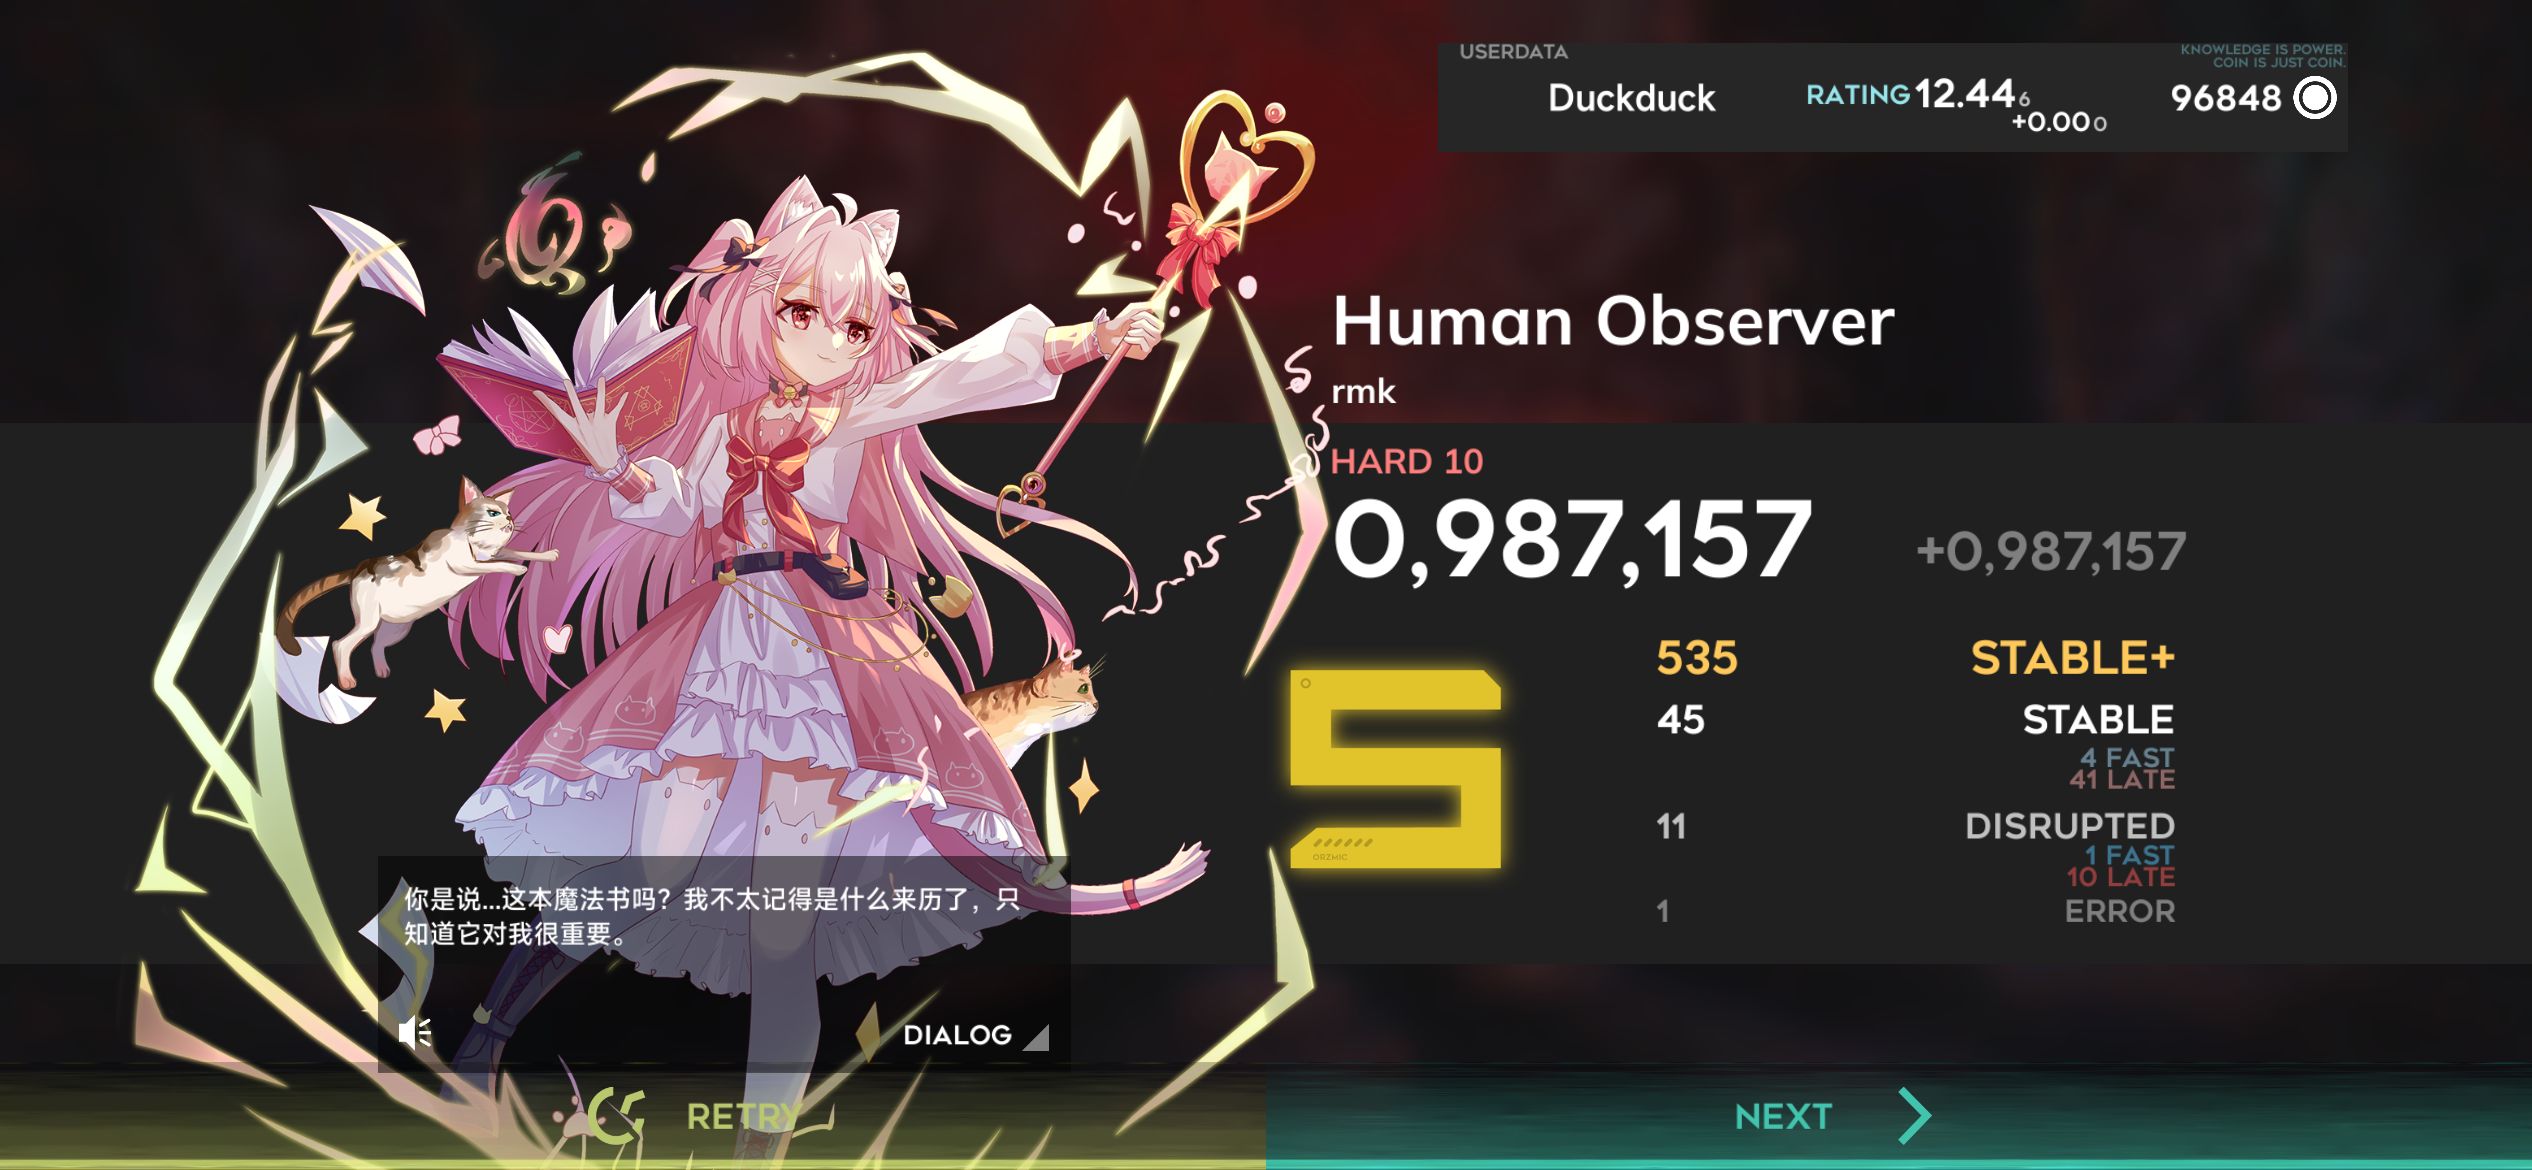 USERDATA
KNOWLEDGE IS POWER.
COIN IS JUST COIN.
Duckduck
RATING 12.446
+0.000
96848
Human Observer
rmk
HARD 10
0,987,157
+0,987,157
535 STABLE+
45 STABLE
4 FAST
41 LATE
11 DISRUPTED
1 FAST
10 LATE
1 ERROR
ORZMIC
你是说...这本魔法书吗？我不太记得是什么来历了，只
知道它对我很重要。
DIALOG
RETRY
NEXT